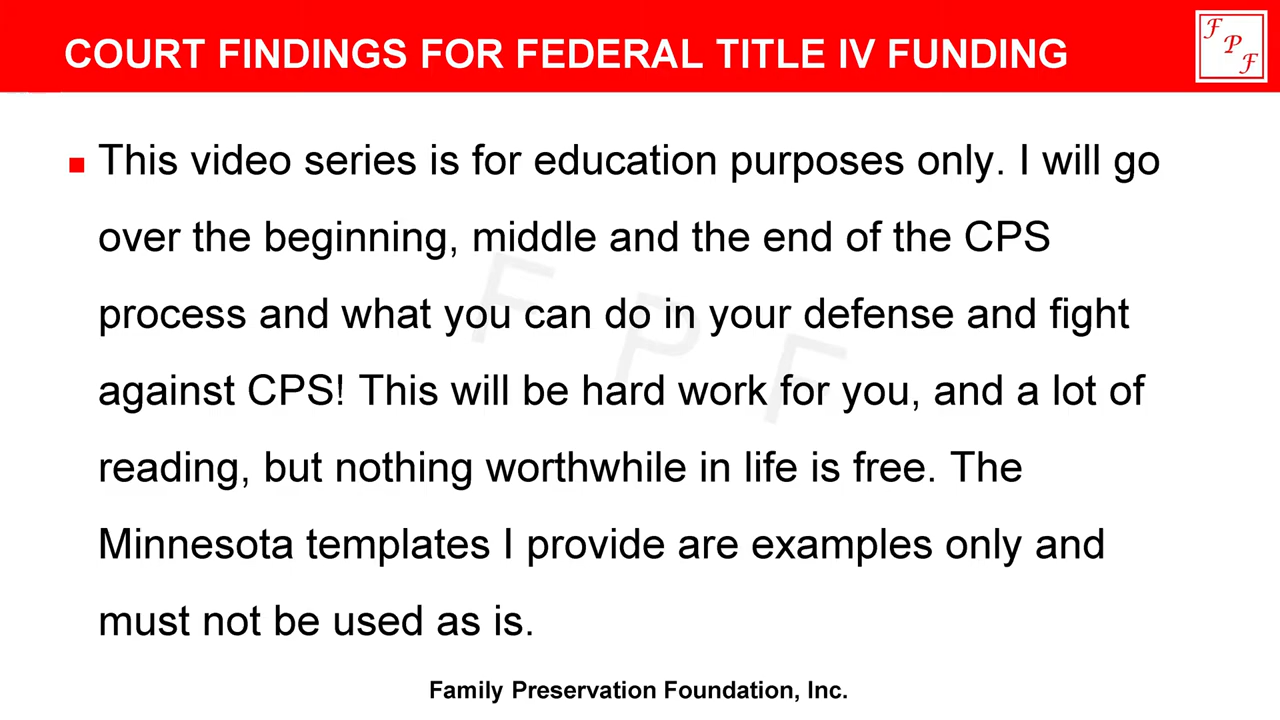 COURT FINDINGS FOR FEDERAL TITLE IV FUNDING
F
P
F
This video series is for education purposes only. I will go
over the beginning, middle and the end of the CPS
process and what you can do in your defense and fight
against CPS! This will be hard work for you, and a lot of
reading, but nothing worthwhile in life is free. The
Minnesota templates I provide are examples only and
must not be used as is.
F P F
Family Preservation Foundation, Inc.